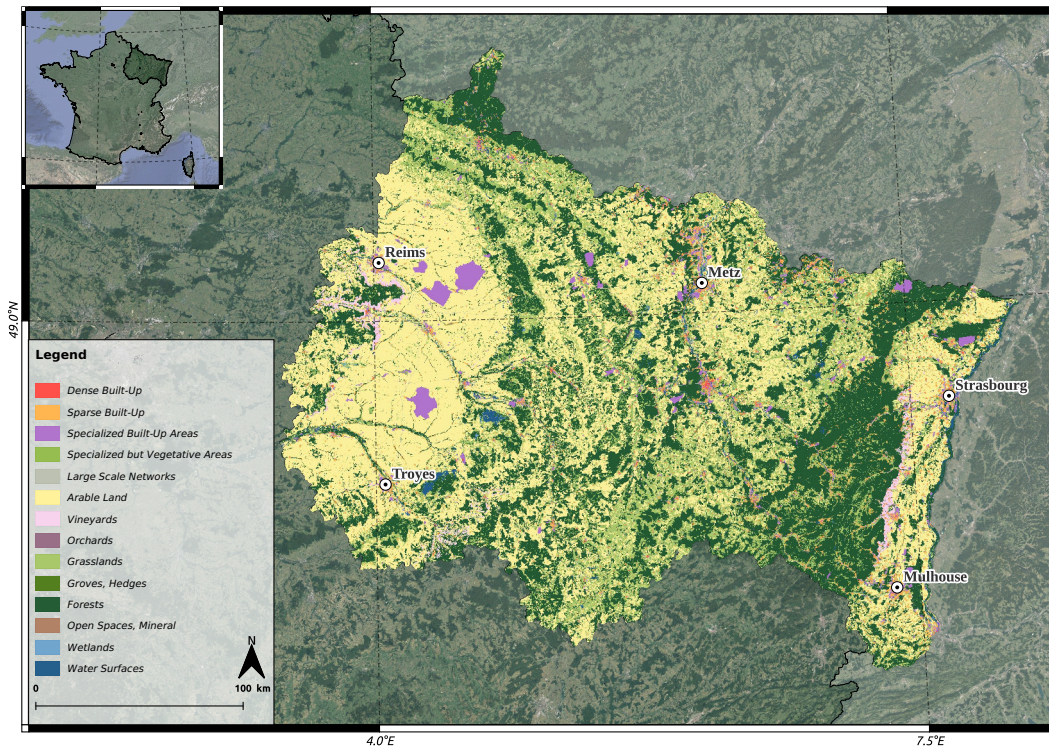 Reims
Metz
49.0°N
Legend
Dense Built-Up
Sparse Built-Up
Specialized Built-Up Areas
Specialized but Vegetative Areas
Large Scale Networks
Arable Land
Vineyards
Orchards
Grasslands
Groves, Hedges
Forests
Open Spaces, Mineral
Wetlands
Water Surfaces
Strasbourg
Troyes
Mulhouse
N
0 100 km
4.0°E 7.5°E